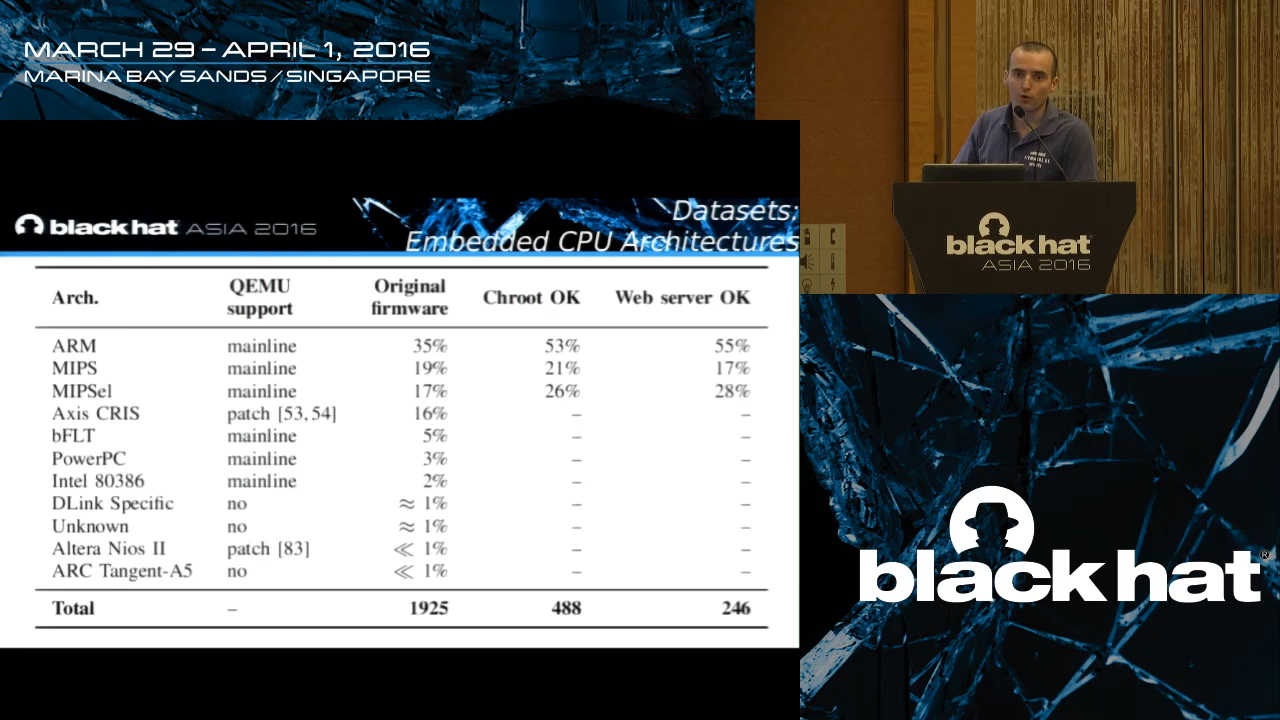 MARCH 29 – APRIL 1, 2016
MARINA BAY SANDS / SINGAPORE
black hat ASIA 2016
Datasets:
Embedded CPU Architectures
Arch. QEMU support Original firmware Chroot OK Web server OK
ARM mainline 35% 53% 55%
MIPS mainline 19% 21% 17%
MIPSel mainline 17% 26% 28%
Axis CRIS patch [53,54] 16% – –
bFLT mainline 5% – –
PowerPC mainline 3% – –
Intel 80386 mainline 2% – –
DLink Specific no ≈ 1% – –
Unknown no ≈ 1% – –
Altera Nios II patch [83] ≪ 1% – –
ARC Tangent-A5 no ≪ 1% – –
Total – 1925 488 246
black hat
ASIA 2016
black hat®